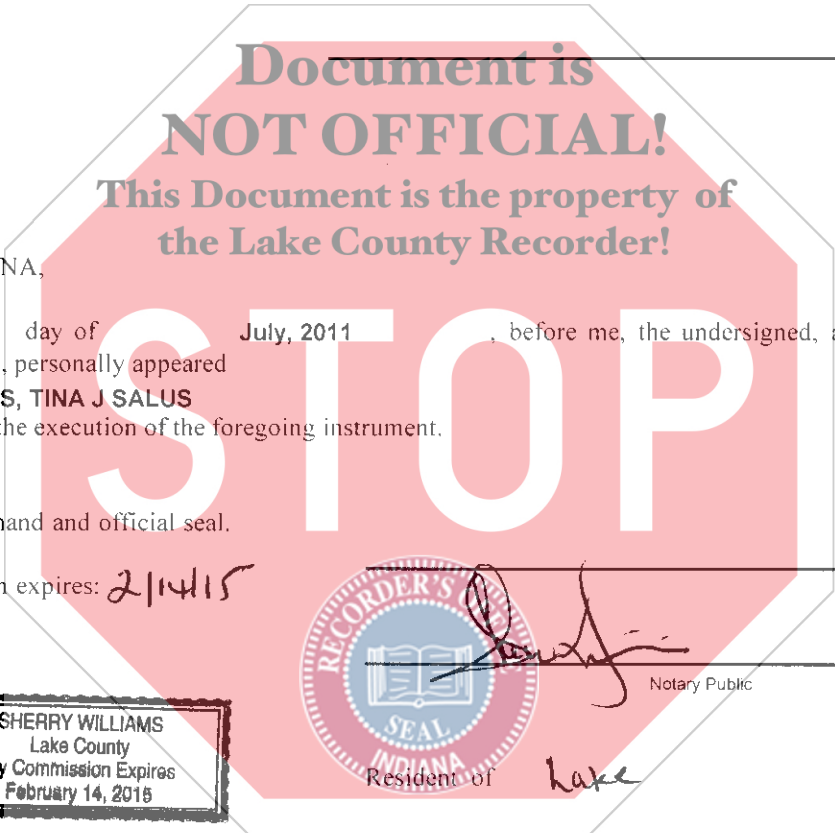 Document is
NOT OFFICIAL!
This Document is the property of
the Lake County Recorder!
NA,
day of July, 2011 , before me, the undersigned, a
, personally appeared
S, TINA J SALUS
the execution of the foregoing instrument.
STOP
hand and official seal.
n expires: 2/14/15
RECORDER'S
SEAL
INDIANA
Notary Public
SHERRY WILLIAMS
Lake County
y Commission Expires
February 14, 2015
Resident of Lake